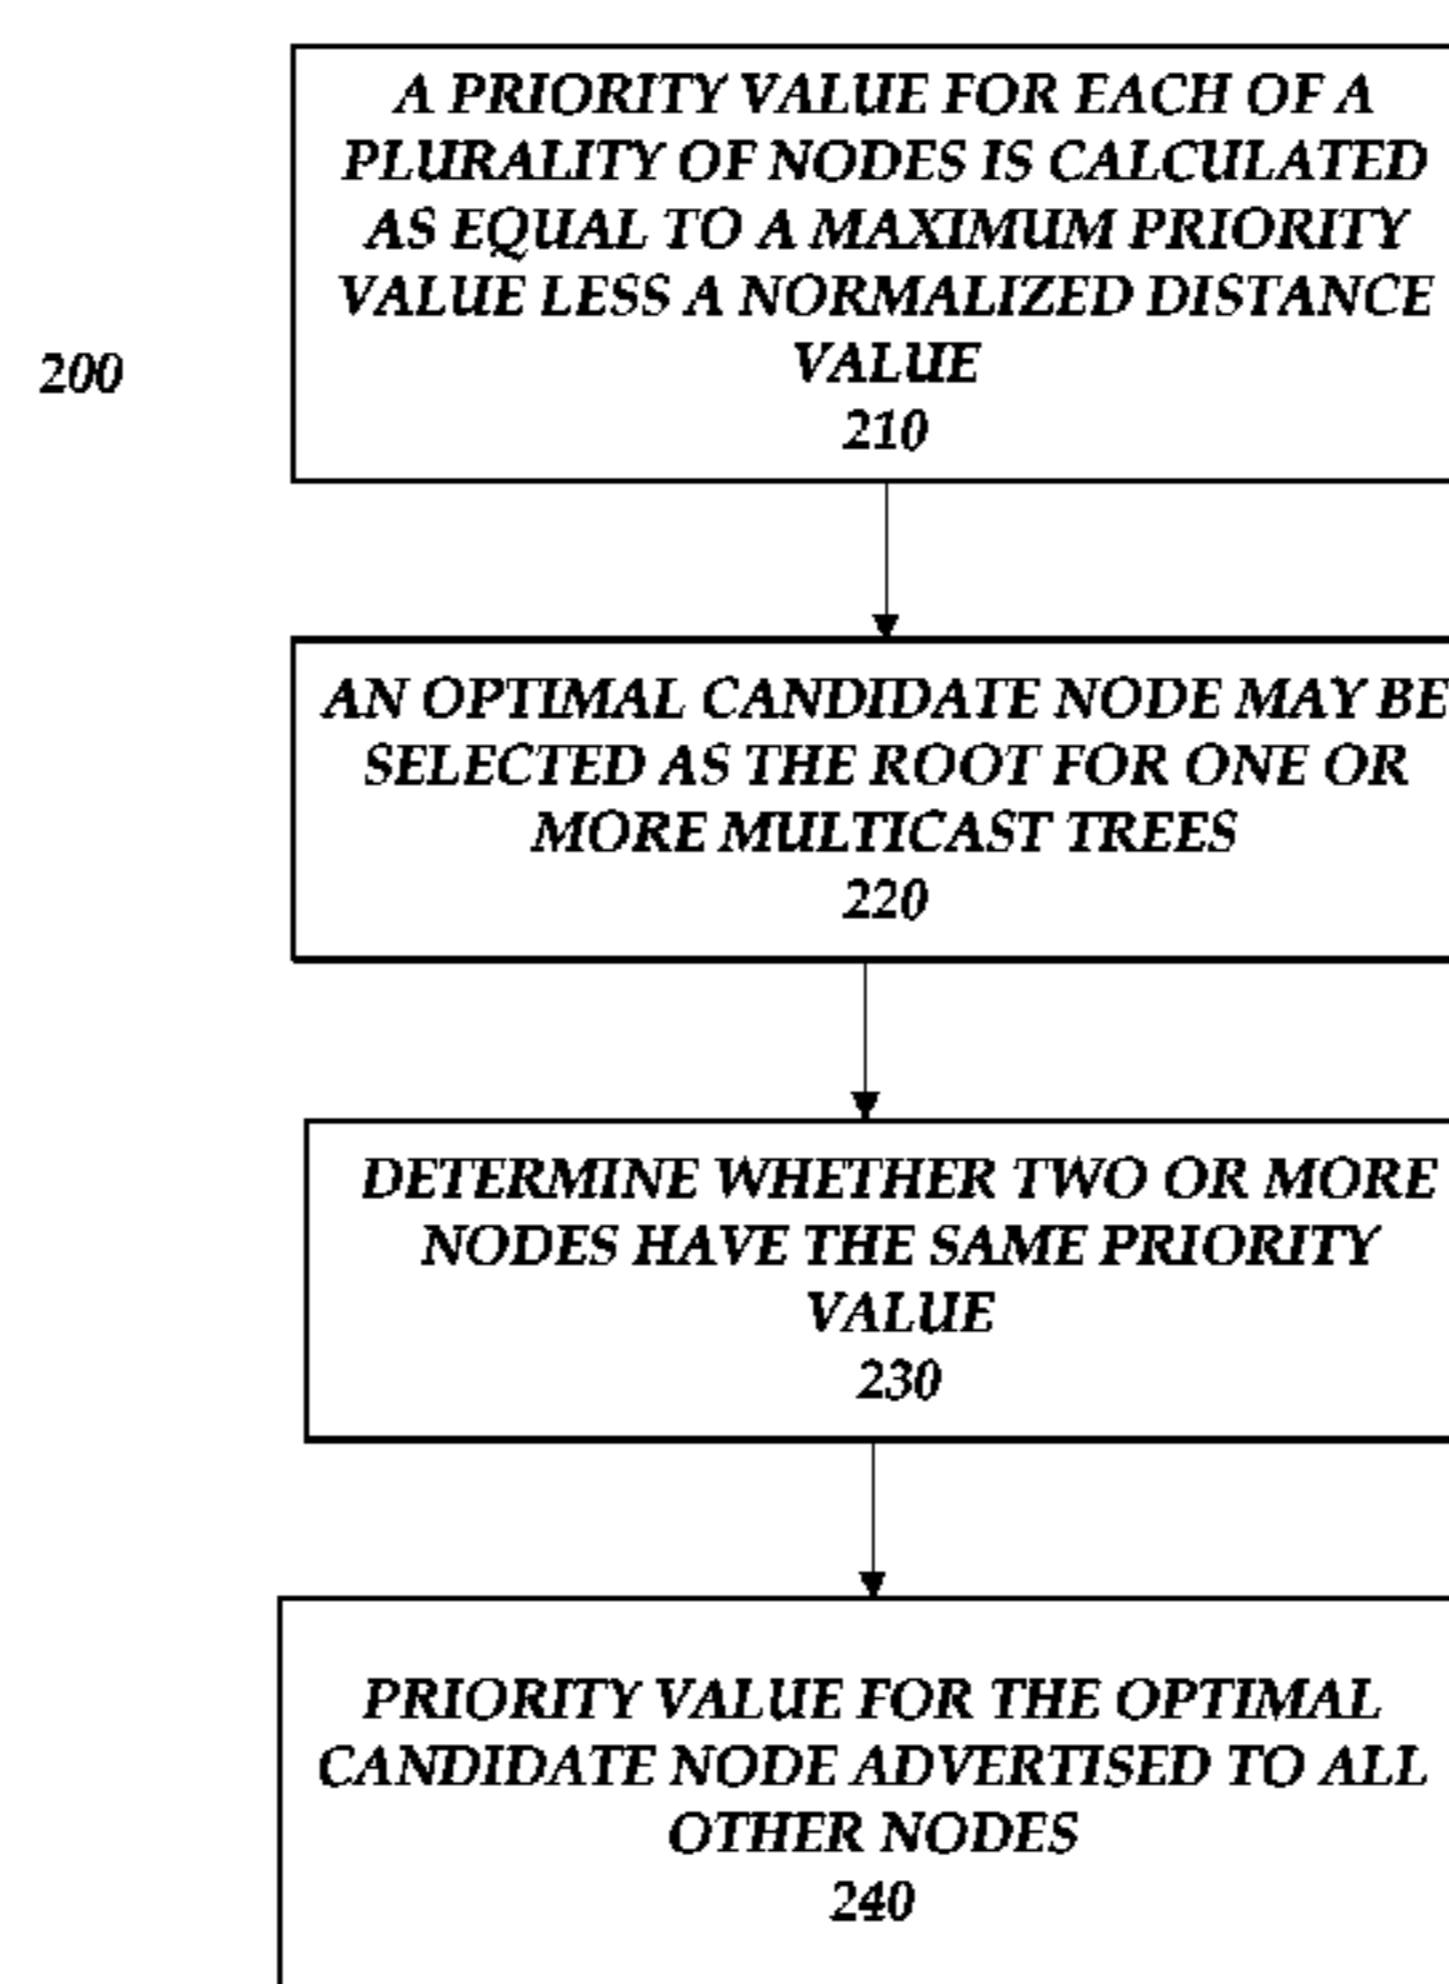 A PRIORITY VALUE FOR EACH OF A
PLURALITY OF NODES IS CALCULATED
AS EQUAL TO A MAXIMUM PRIORITY
VALUE LESS A NORMALIZED DISTANCE
VALUE
210
200
AN OPTIMAL CANDIDATE NODE MAY BE
SELECTED AS THE ROOT FOR ONE OR
MORE MULTICAST TREES
220
DETERMINE WHETHER TWO OR MORE
NODES HAVE THE SAME PRIORITY
VALUE
230
PRIORITY VALUE FOR THE OPTIMAL
CANDIDATE NODE ADVERTISED TO ALL
OTHER NODES
240